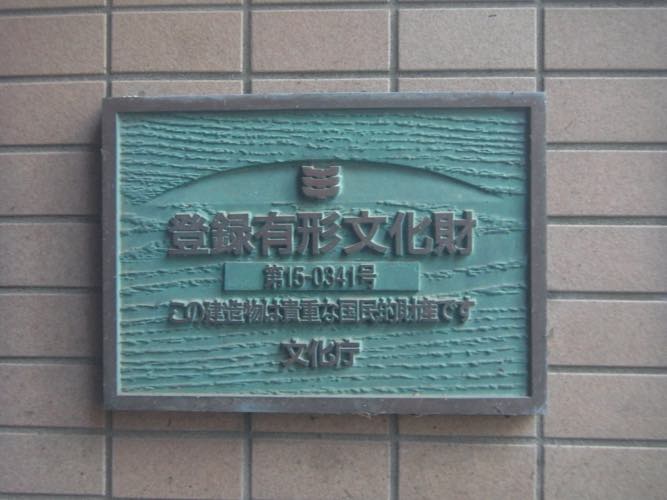 登録有形文化財
第15-0341号
この建造物は貴重な国民的財産です
文化庁